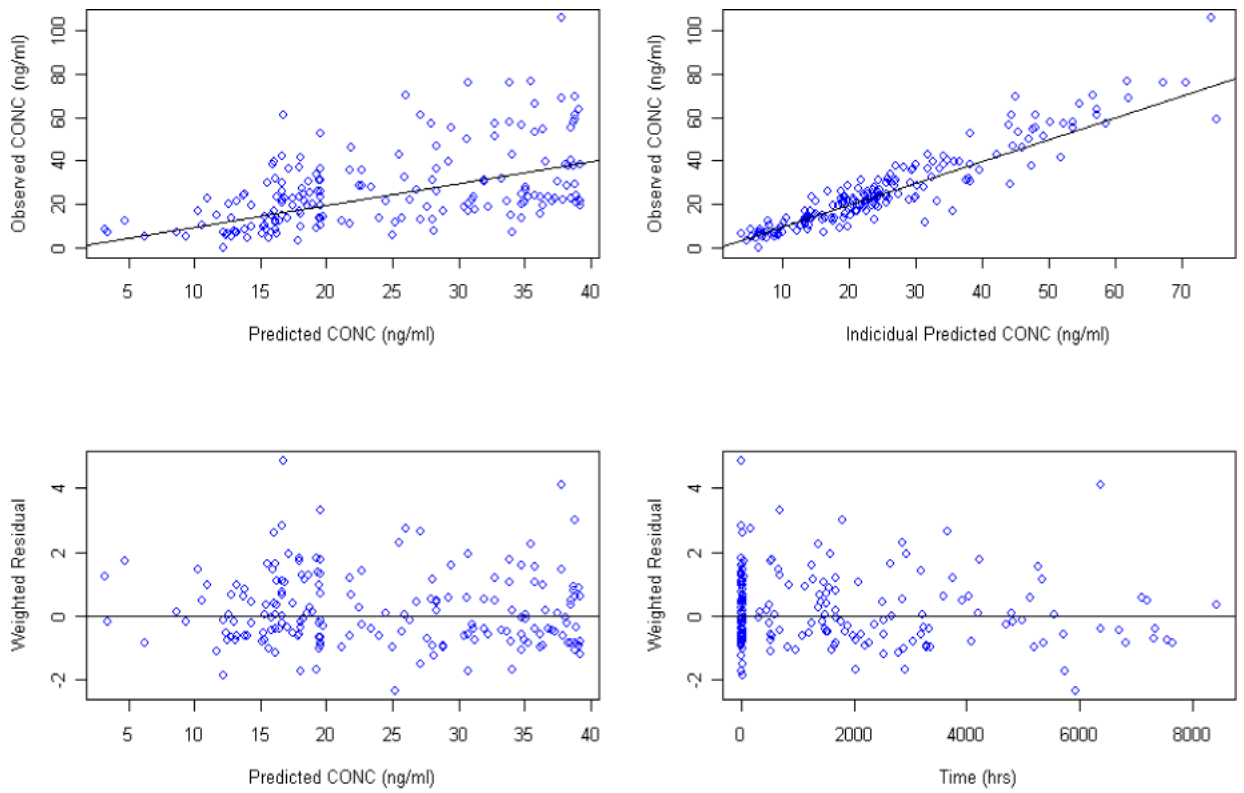 Observed CONC (ng/ml)
0 20 40 60 80 100
5 10 15 20 25 30 35 40
Predicted CONC (ng/ml)
Observed CONC (ng/ml)
0 20 40 60 80 100
10 20 30 40 50 60 70
Indicidual Predicted CONC (ng/ml)
Weighted Residual
-2 0 2 4
5 10 15 20 25 30 35 40
Predicted CONC (ng/ml)
Weighted Residual
-2 0 2 4
0 2000 4000 6000 8000
Time (hrs)